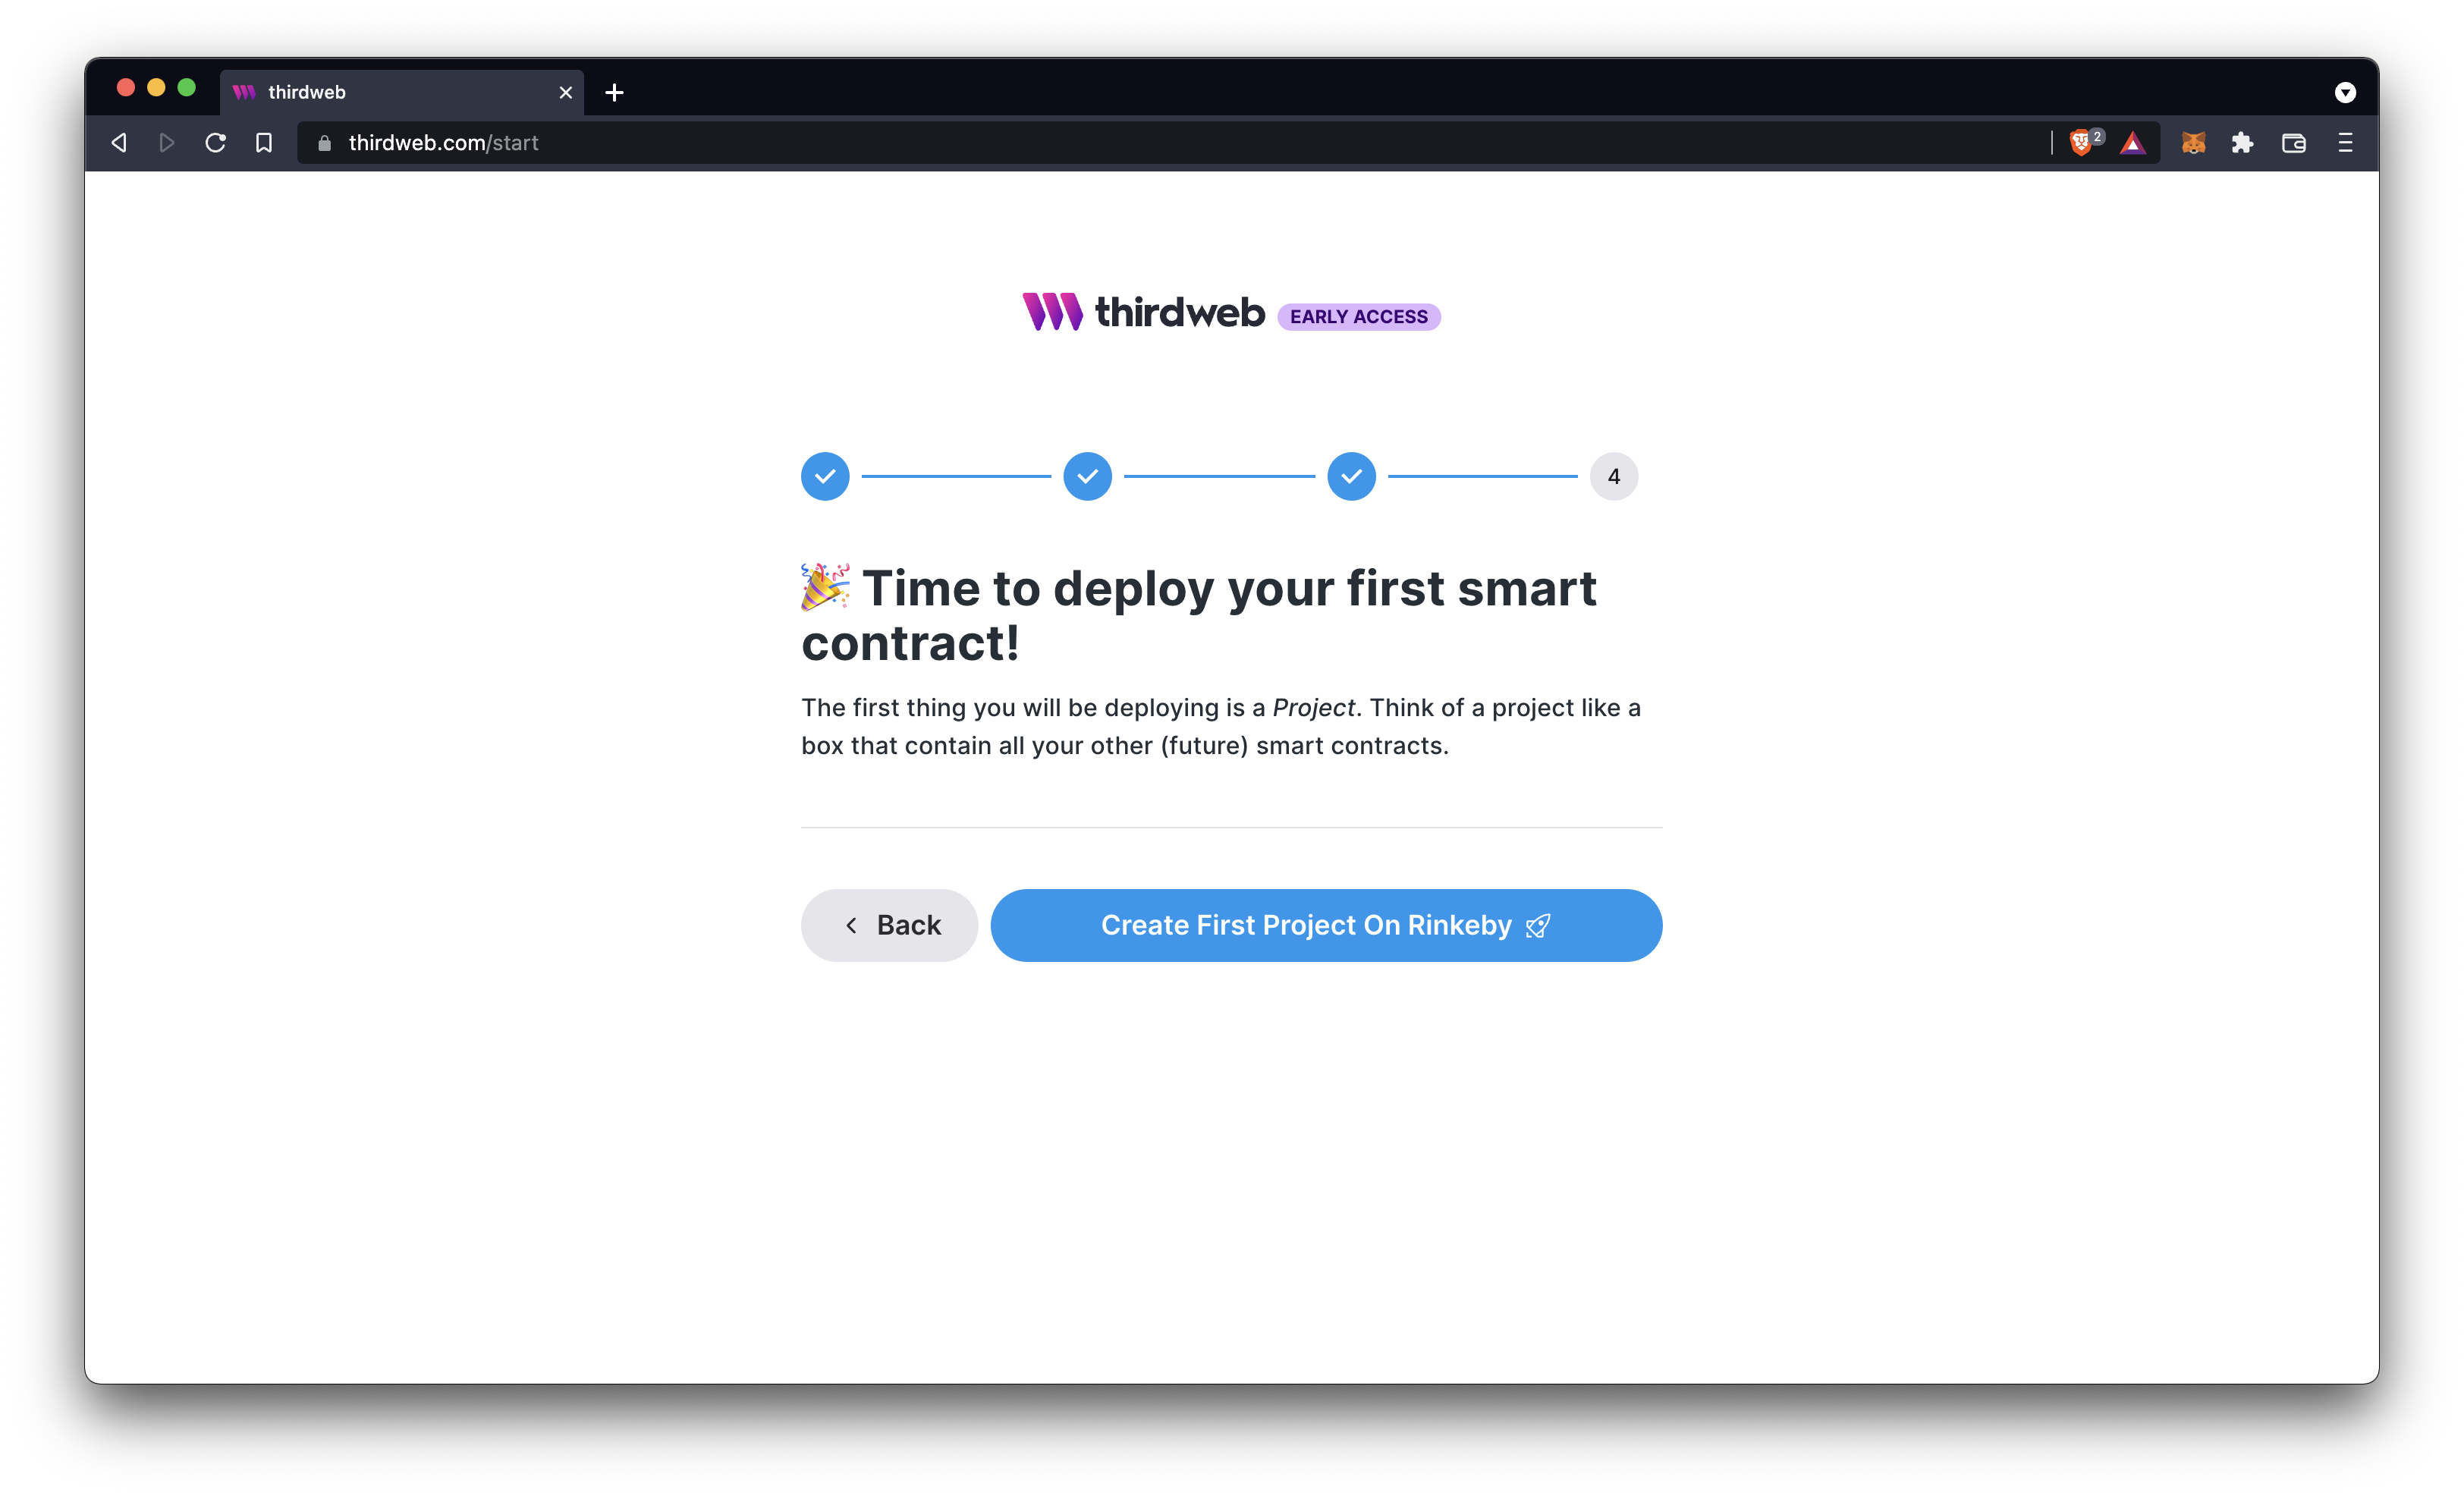 thirdweb
thirdweb.com/start
2
thirdweb EARLY ACCESS
4
🎉 Time to deploy your first smart
contract!
The first thing you will be deploying is a Project. Think of a project like a
box that contain all your other (future) smart contracts.
Back
Create First Project On Rinkeby